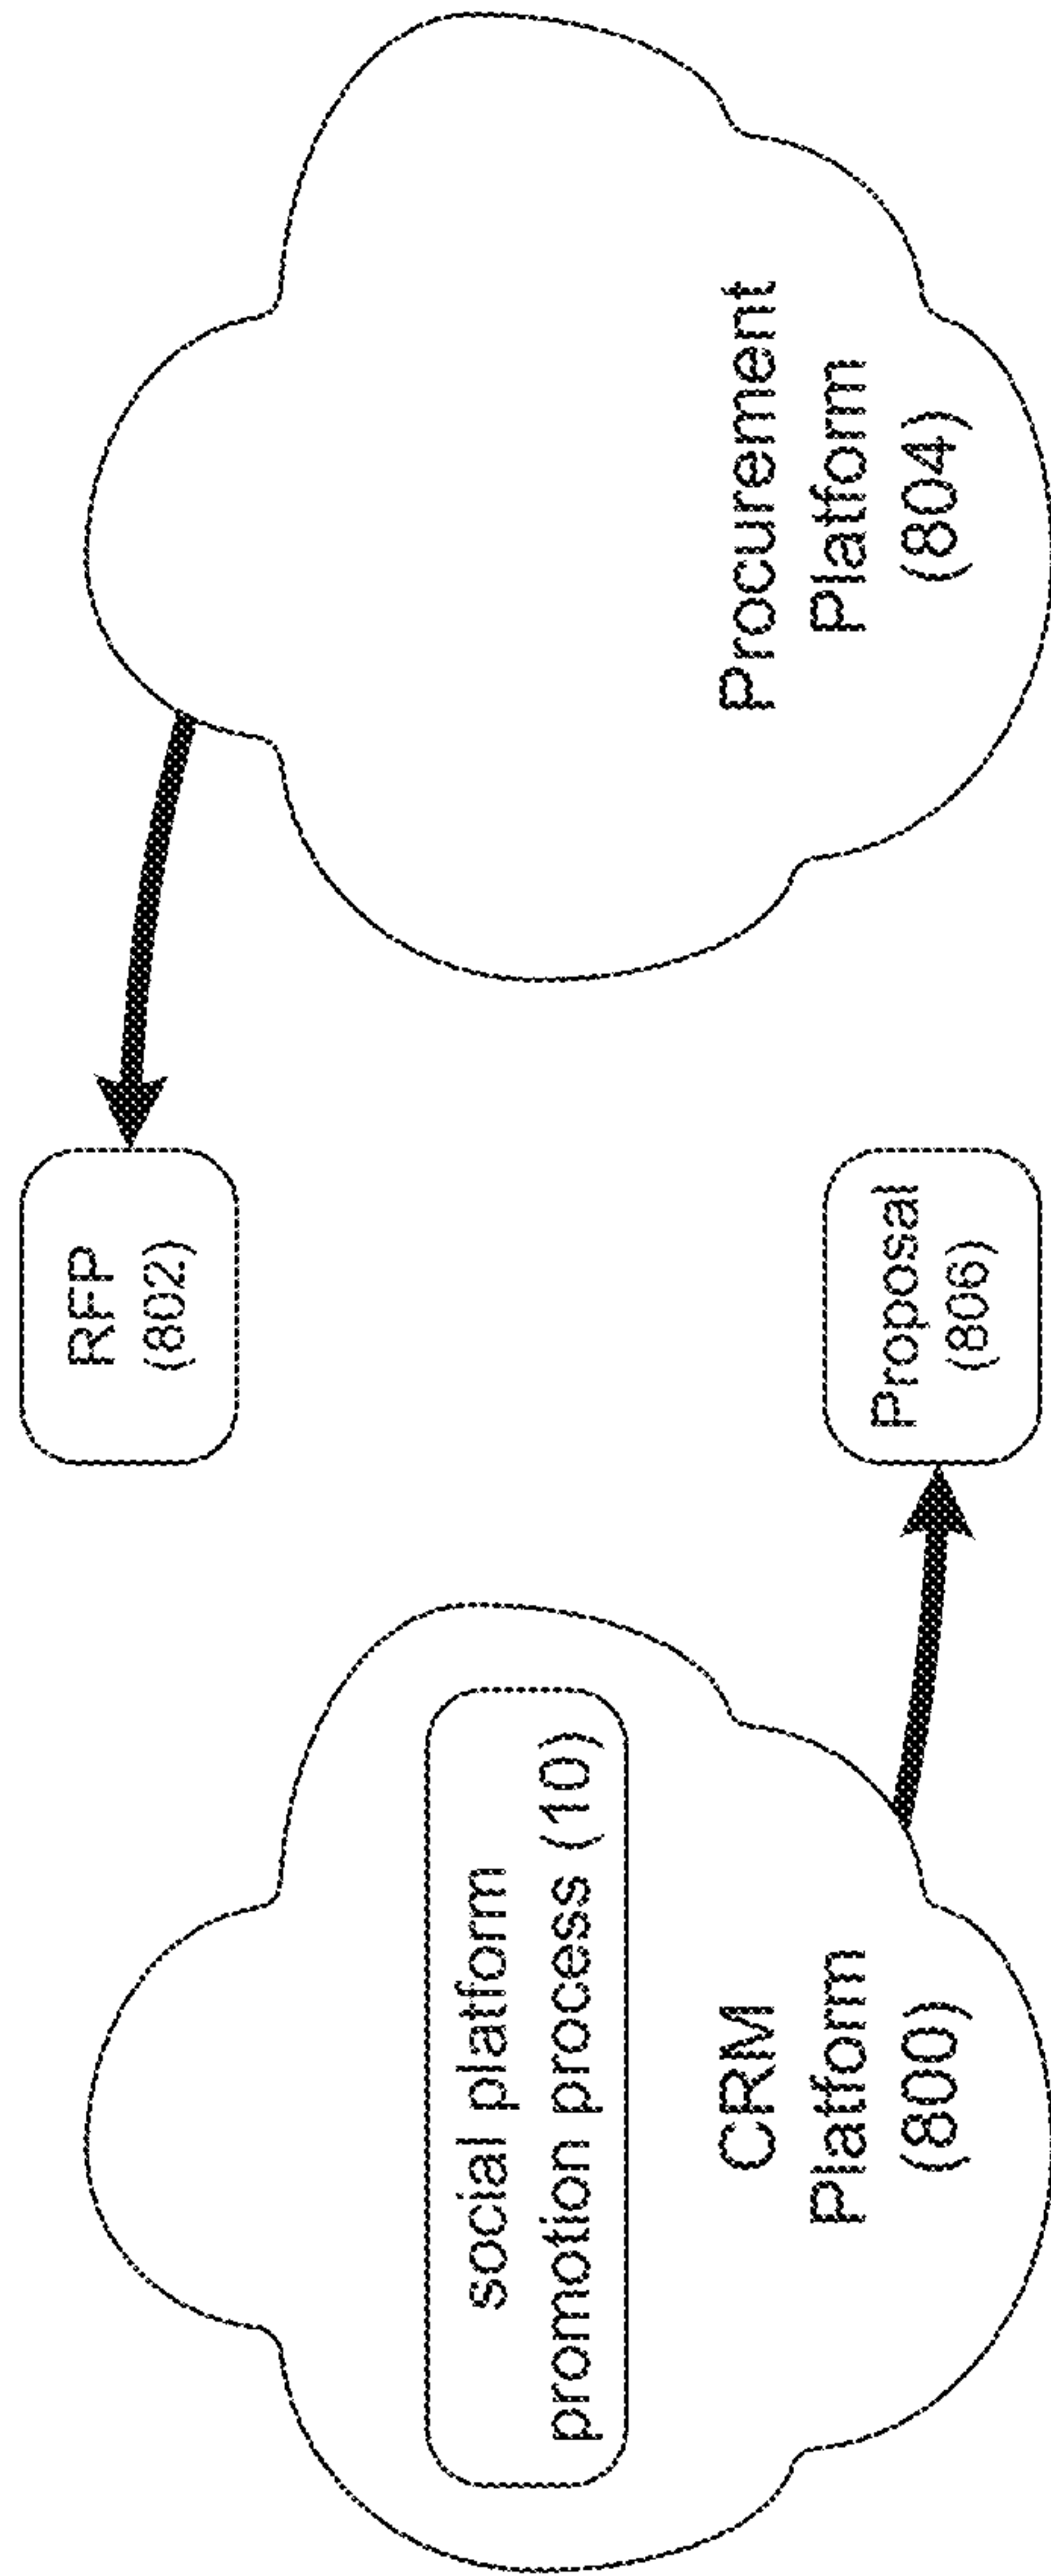 RFP
(802)
social platform
promotion process (10)
CRM
Platform
(800)
Proposal
(806)
Procurement
Platform
(804)